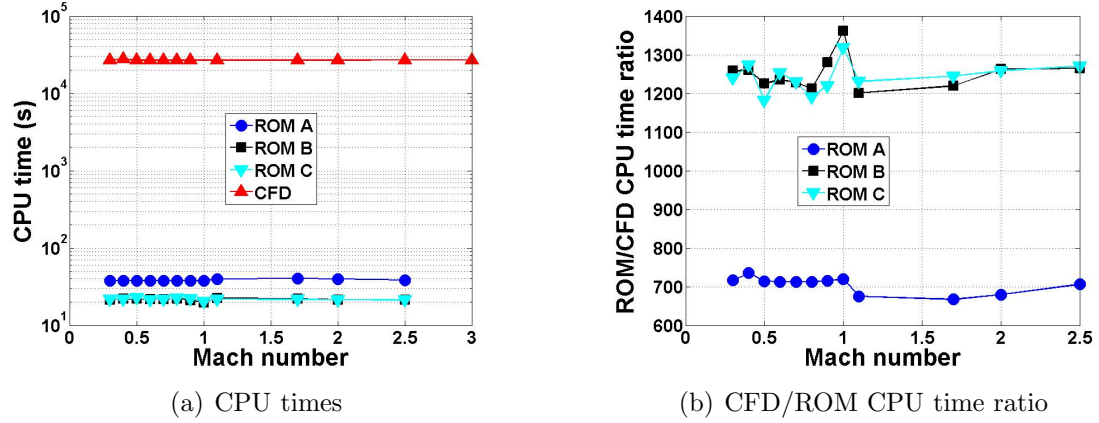 10^5
10^4
10^3
10^2
10^1
CPU time (s)
ROM A
ROM B
ROM C
CFD
0 0.5 1 1.5 2 2.5 3
Mach number
(a) CPU times
1400
1300
1200
1100
1000
900
800
700
600
ROM/CFD CPU time ratio
ROM A
ROM B
ROM C
0 0.5 1 1.5 2 2.5
Mach number
(b) CFD/ROM CPU time ratio